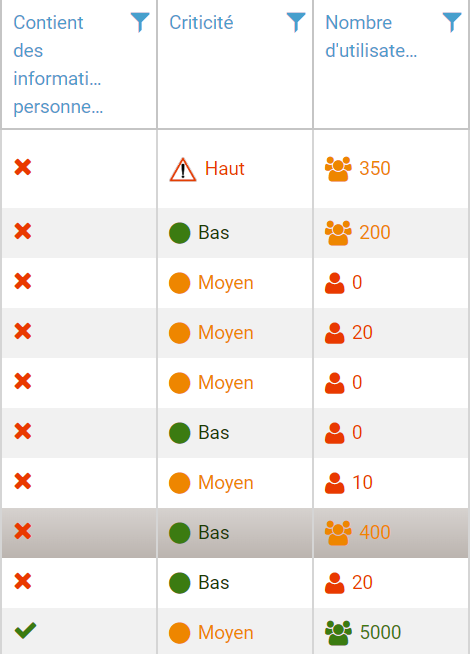 Contient des informati... personne...
Criticité
Nombre d'utilisate...
Haut 350
Bas 200
Moyen 0
Moyen 20
Moyen 0
Bas 0
Moyen 10
Bas 400
Bas 20
Moyen 5000